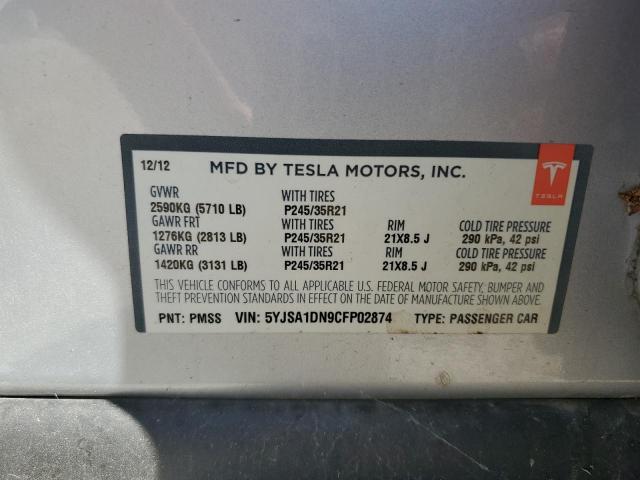 12/12 MFD BY TESLA MOTORS, INC.
TESLA
GVWR WITH TIRES
2590KG (5710 LB) P245/35R21
GAWR FRT WITH TIRES RIM COLD TIRE PRESSURE
1276KG (2813 LB) P245/35R21 21X8.5 J 290 kPa, 42 psi
GAWR RR WITH TIRES RIM COLD TIRE PRESSURE
1420KG (3131 LB) P245/35R21 21X8.5 J 290 kPa, 42 psi
THIS VEHICLE CONFORMS TO ALL APPLICABLE U.S. FEDERAL MOTOR SAFETY, BUMPER AND
THEFT PREVENTION STANDARDS IN EFFECT ON THE DATE OF MANUFACTURE SHOWN ABOVE.
PNT: PMSS VIN: 5YJSA1DN9CFP02874 TYPE: PASSENGER CAR